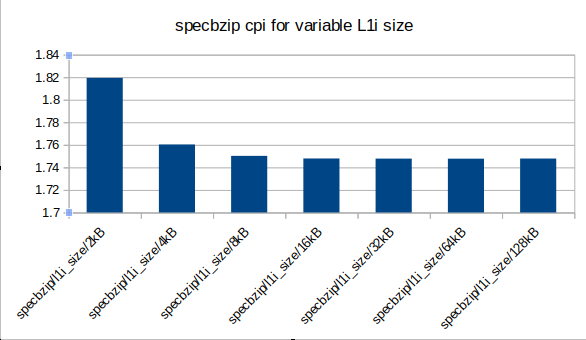 specbzip cpi for variable L1i size
1.84
1.82
1.8
1.78
1.76
1.74
1.72
1.7
specbzip/l1i_size/2kB
specbzip/l1i_size/4kB
specbzip/l1i_size/8kB
specbzip/l1i_size/16kB
specbzip/l1i_size/32kB
specbzip/l1i_size/64kB
specbzip/l1i_size/128kB